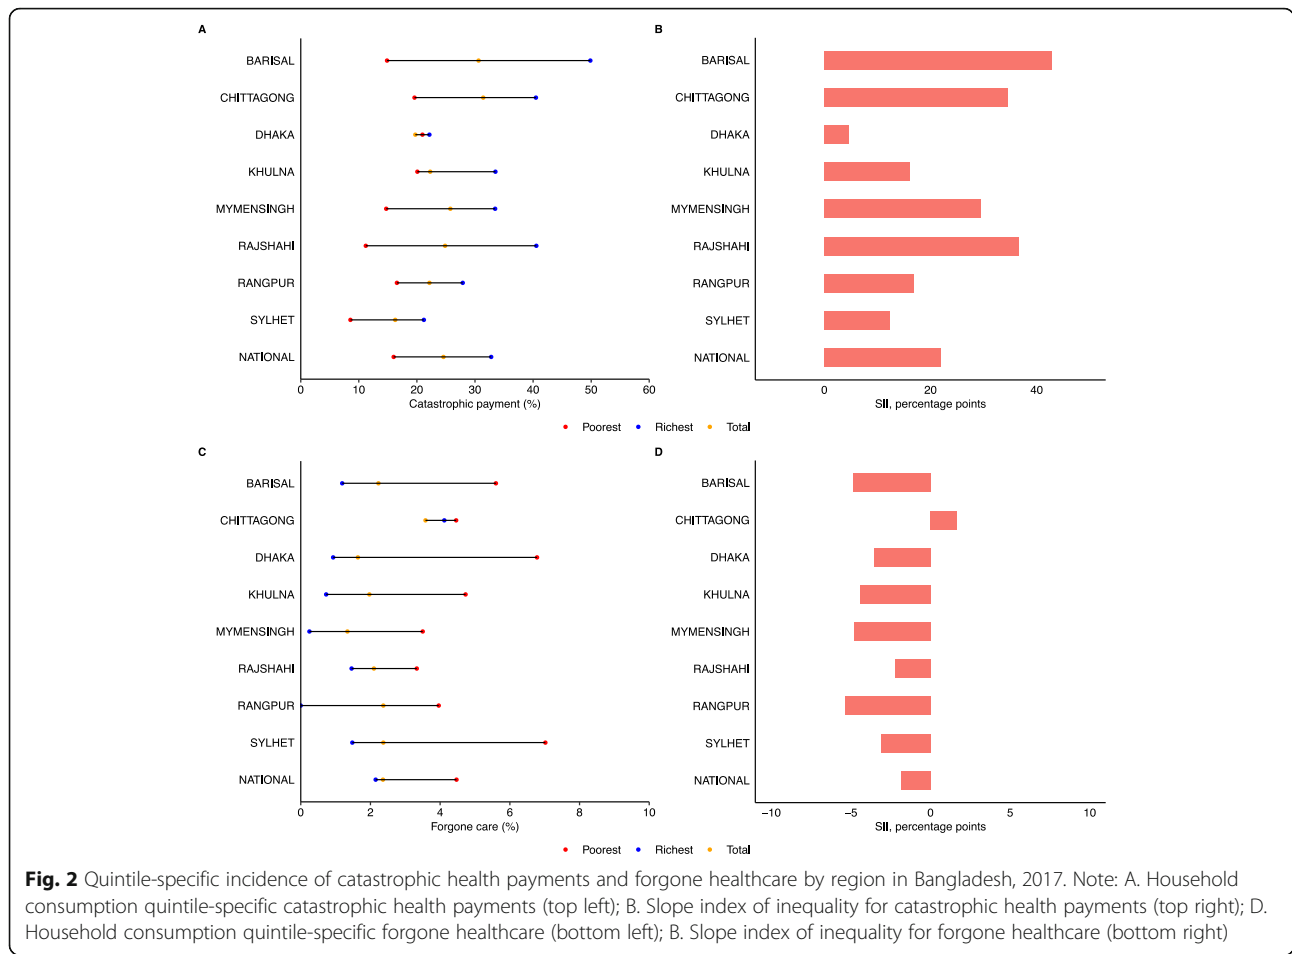 A
BARISAL
CHITTAGONG
DHAKA
KHULNA
MYMENSINGH
RAJSHAHI
RANGPUR
SYLHET
NATIONAL
0 10 20 30 40 50 60
Catastrophic payment (%)
B
BARISAL
CHITTAGONG
DHAKA
KHULNA
MYMENSINGH
RAJSHAHI
RANGPUR
SYLHET
NATIONAL
0 20 40
SII, percentage points
Poorest Richest Total
C
BARISAL
CHITTAGONG
DHAKA
KHULNA
MYMENSINGH
RAJSHAHI
RANGPUR
SYLHET
NATIONAL
0 2 4 6 8 10
Forgone care (%)
D
BARISAL
CHITTAGONG
DHAKA
KHULNA
MYMENSINGH
RAJSHAHI
RANGPUR
SYLHET
NATIONAL
−10 −5 0 5 10
SII, percentage points
Poorest Richest Total
Fig. 2 Quintile-specific incidence of catastrophic health payments and forgone healthcare by region in Bangladesh, 2017. Note: A. Household
consumption quintile-specific catastrophic health payments (top left); B. Slope index of inequality for catastrophic health payments (top right); D.
Household consumption quintile-specific forgone healthcare (bottom left); B. Slope index of inequality for forgone healthcare (bottom right)